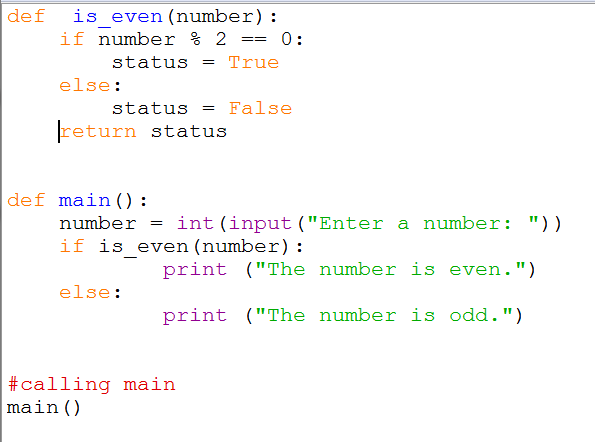 def  is_even(number):
    if number % 2 == 0:
        status = True
    else:
        status = False
    return status
def main():
    number = int(input("Enter a number: "))
    if is_even(number):
            print ("The number is even.")
    else:
            print ("The number is odd.")
#calling main
main()